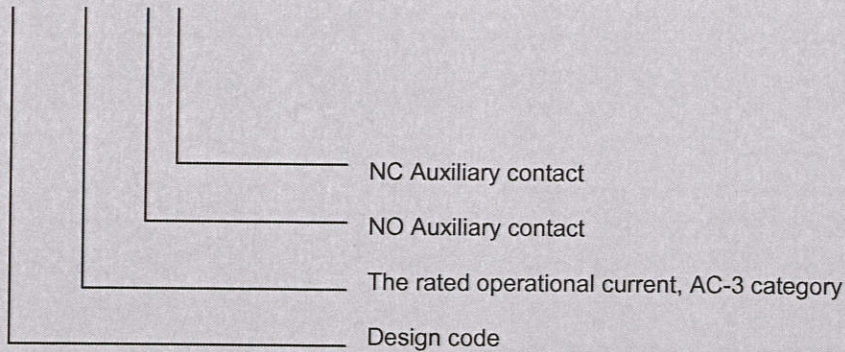 NC Auxiliary contact
NO Auxiliary contact
The rated operational current, AC-3 category
Design code